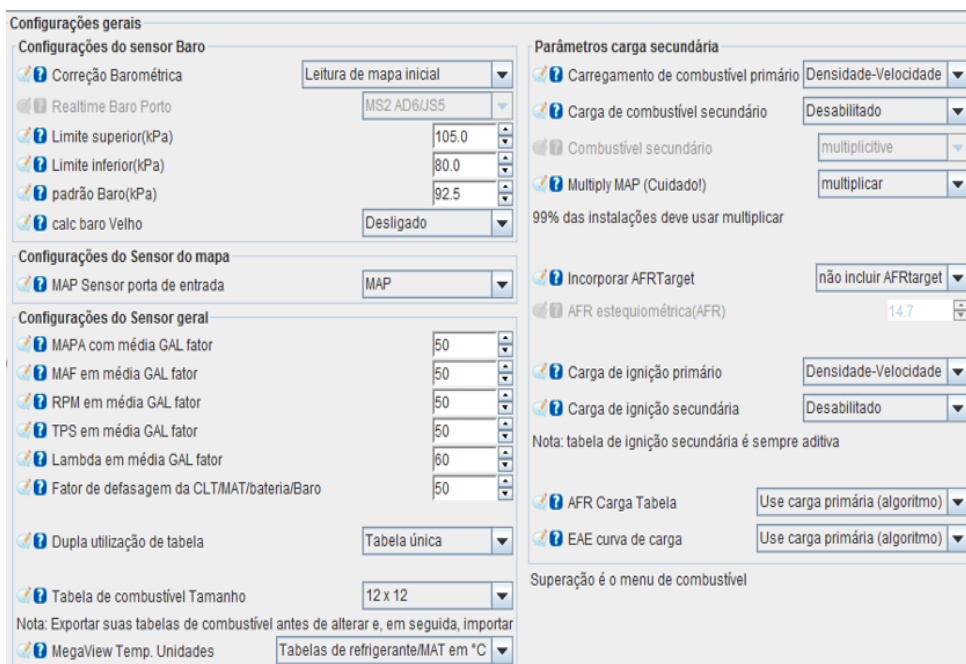 Configurações gerais
Configurações do sensor Baro
Correção Barométrica Leitura de mapa inicial
Realtime Baro Porto MS2 AD6/JS5
Limite superior(kPa) 105.0
Limite inferior(kPa) 80.0
padrão Baro(kPa) 92.5
calc baro Velho Desligado
Configurações do Sensor do mapa
MAP Sensor porta de entrada MAP
Configurações do Sensor geral
MAPA com média GAL fator 50
MAF em média GAL fator 50
RPM em média GAL fator 50
TPS em média GAL fator 50
Lambda em média GAL fator 60
Fator de defasagem da CLT/MAT/bateria/Baro 50
Dupla utilização de tabela Tabela única
Tabela de combustível Tamanho 12 x 12
Nota: Exportar suas tabelas de combustível antes de alterar e, em seguida, importar
MegaView Temp. Unidades Tabelas de refrigerante/MAT em °C
Parâmetros carga secundária
Carregamento de combustível primário Densidade-Velocidade
Carga de combustível secundário Desabilitado
Combustível secundário multiplicitive
Multiply MAP (Cuidado!) multiplicar
99% das instalações deve usar multiplicar
Incorporar AFRTarget não incluir AFRtarget
AFR estequiométrica(AFR) 14.7
Carga de ignição primário Densidade-Velocidade
Carga de ignição secundária Desabilitado
Nota: tabela de ignição secundária é sempre aditiva
AFR Carga Tabela Use carga primária (algoritmo)
EAE curva de carga Use carga primária (algoritmo)
Superação é o menu de combustível